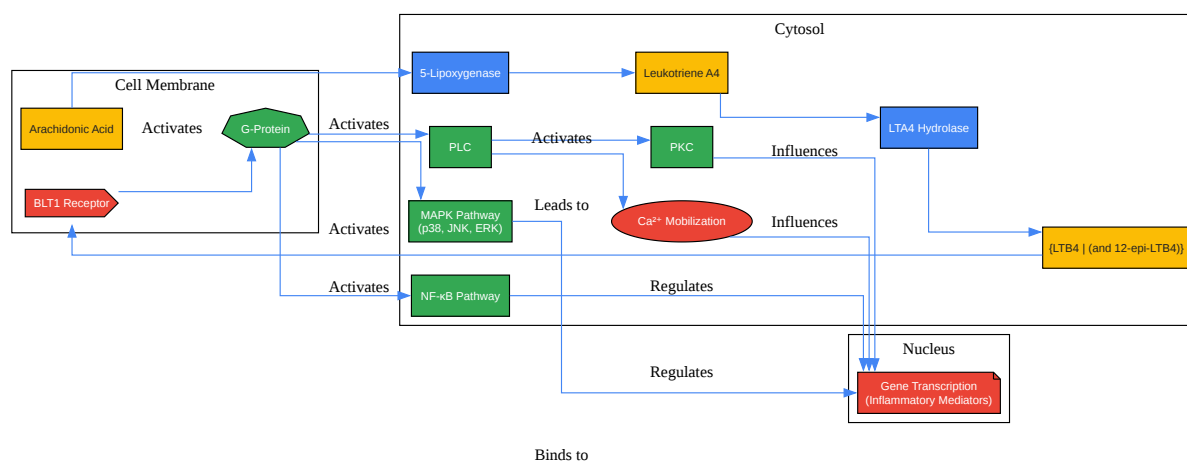 Cytosol
5-Lipoxygenase
Leukotriene A4
Cell Membrane
Arachidonic Acid
Activates
G-Protein
Activates
PLC
Activates
PKC
Influences
LTA4 Hydrolase
BLT1 Receptor
MAPK Pathway
(p38, JNK, ERK)
Leads to
Ca²⁺ Mobilization
Influences
Activates
{LTB4 | (and 12-epi-LTB4)}
Activates
NF-κB Pathway
Regulates
Nucleus
Regulates
Gene Transcription
(Inflammatory Mediators)
Binds to